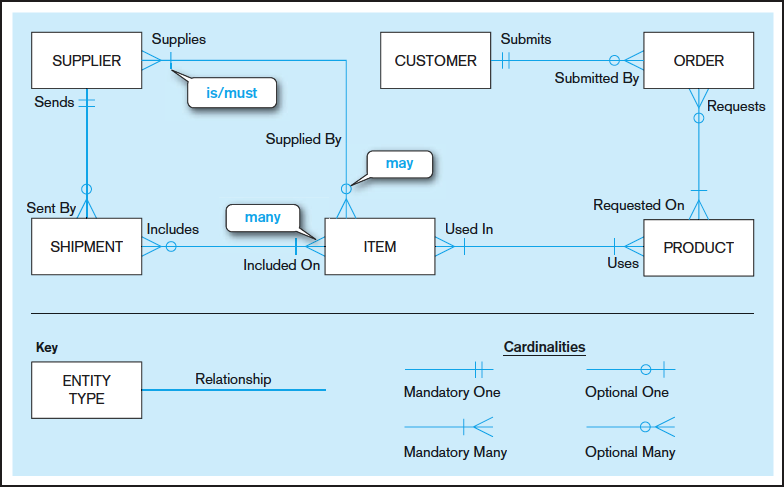 Supplies
Submits
SUPPLIER
CUSTOMER
ORDER
Submitted By
is/must
Sends
Requests
Supplied By
may
Sent By
Requested On
many
Includes
Used In
SHIPMENT
ITEM
PRODUCT
Included On
Uses
Key
Cardinalities
ENTITY
TYPE
Relationship
Mandatory One
Optional One
Mandatory Many
Optional Many